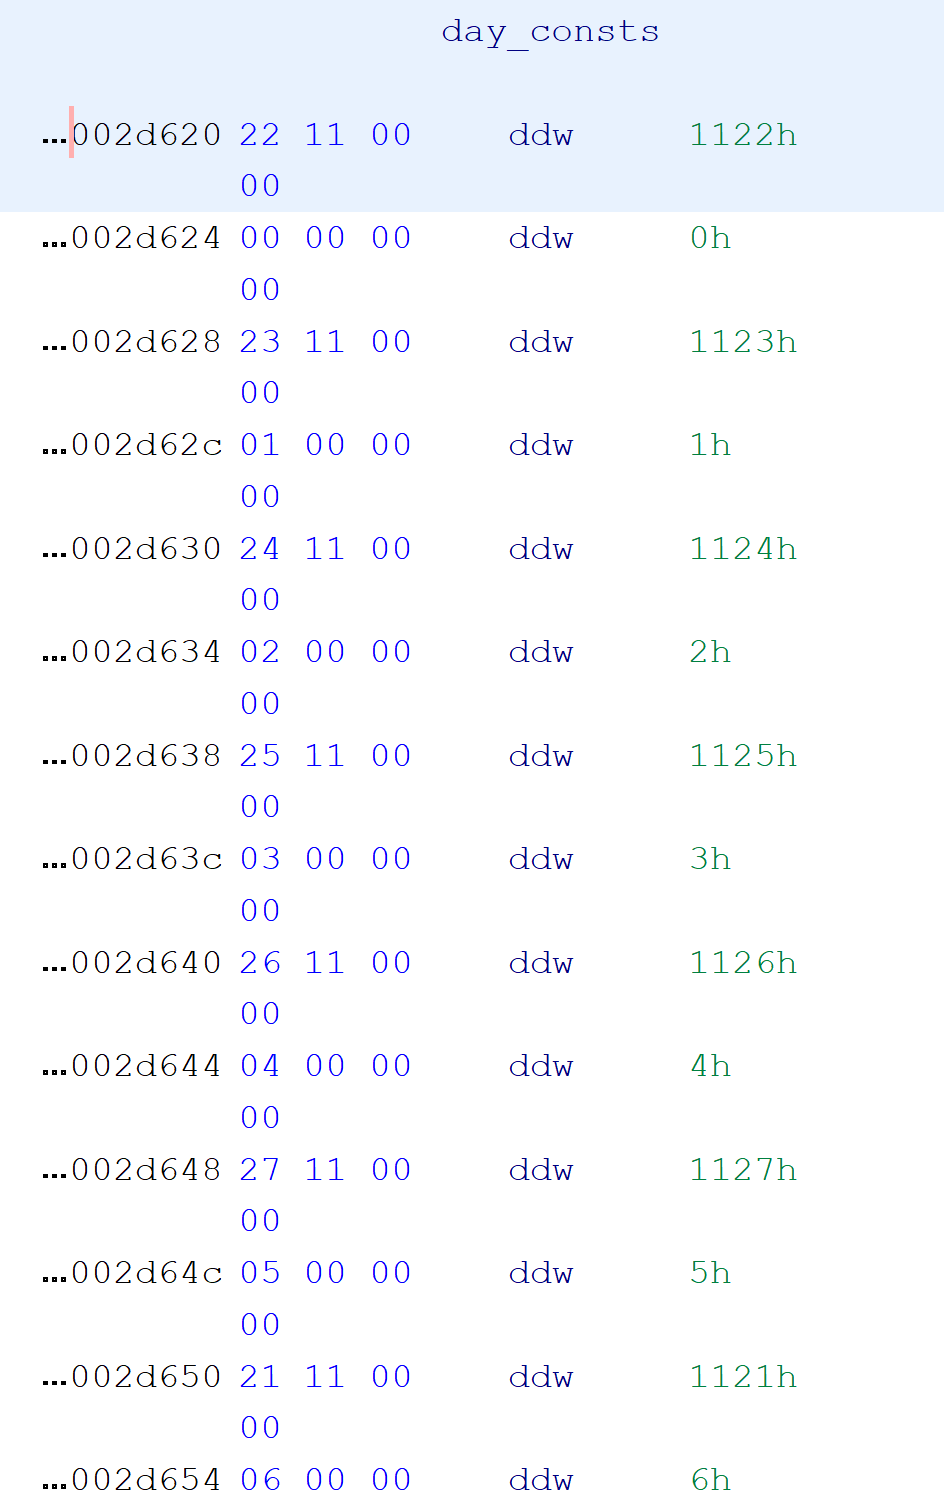 day_consts
...002d620 22 11 00 ddw 1122h
00
...002d624 00 00 00 ddw 0h
00
...002d628 23 11 00 ddw 1123h
00
...002d62c 01 00 00 ddw 1h
00
...002d630 24 11 00 ddw 1124h
00
...002d634 02 00 00 ddw 2h
00
...002d638 25 11 00 ddw 1125h
00
...002d63c 03 00 00 ddw 3h
00
...002d640 26 11 00 ddw 1126h
00
...002d644 04 00 00 ddw 4h
00
...002d648 27 11 00 ddw 1127h
00
...002d64c 05 00 00 ddw 5h
00
...002d650 21 11 00 ddw 1121h
00
...002d654 06 00 00 ddw 6h